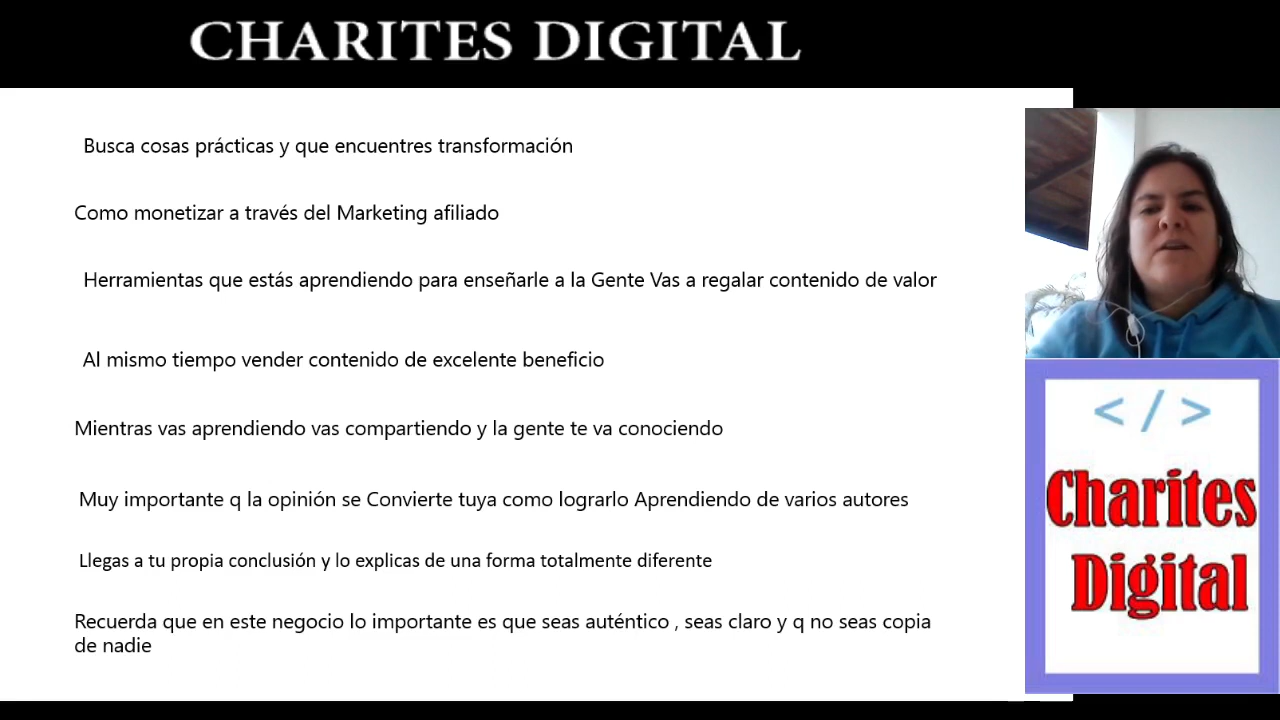 CHARITES DIGITAL
Busca cosas prácticas y que encuentres transformación
Como monetizar a través del Marketing afiliado
Herramientas que estás aprendiendo para enseñarle a la Gente Vas a regalar contenido de valor
Al mismo tiempo vender contenido de excelente beneficio
Mientras vas aprendiendo vas compartiendo y la gente te va conociendo
Muy importante q la opinión se Convierte tuya como lograrlo Aprendiendo de varios autores
Llegas a tu propia conclusión y lo explicas de una forma totalmente diferente
Recuerda que en este negocio lo importante es que seas auténtico , seas claro y q no seas copia
de nadie
</>
Charites
Digital